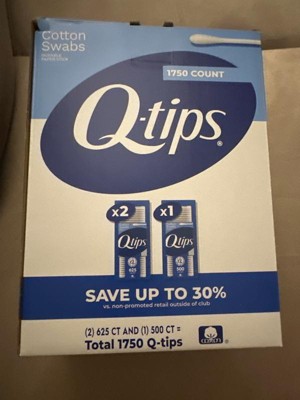 Cotton
Swabs
1750 COUNT
Q-tips®
x2
x1
Q-tips
Q-tips
625
500
SAVE UP TO 30%
vs. non-promoted retail outside of club
(2) 625 CT AND (1) 500 CT =
Total 1750 Q-tips
cotton